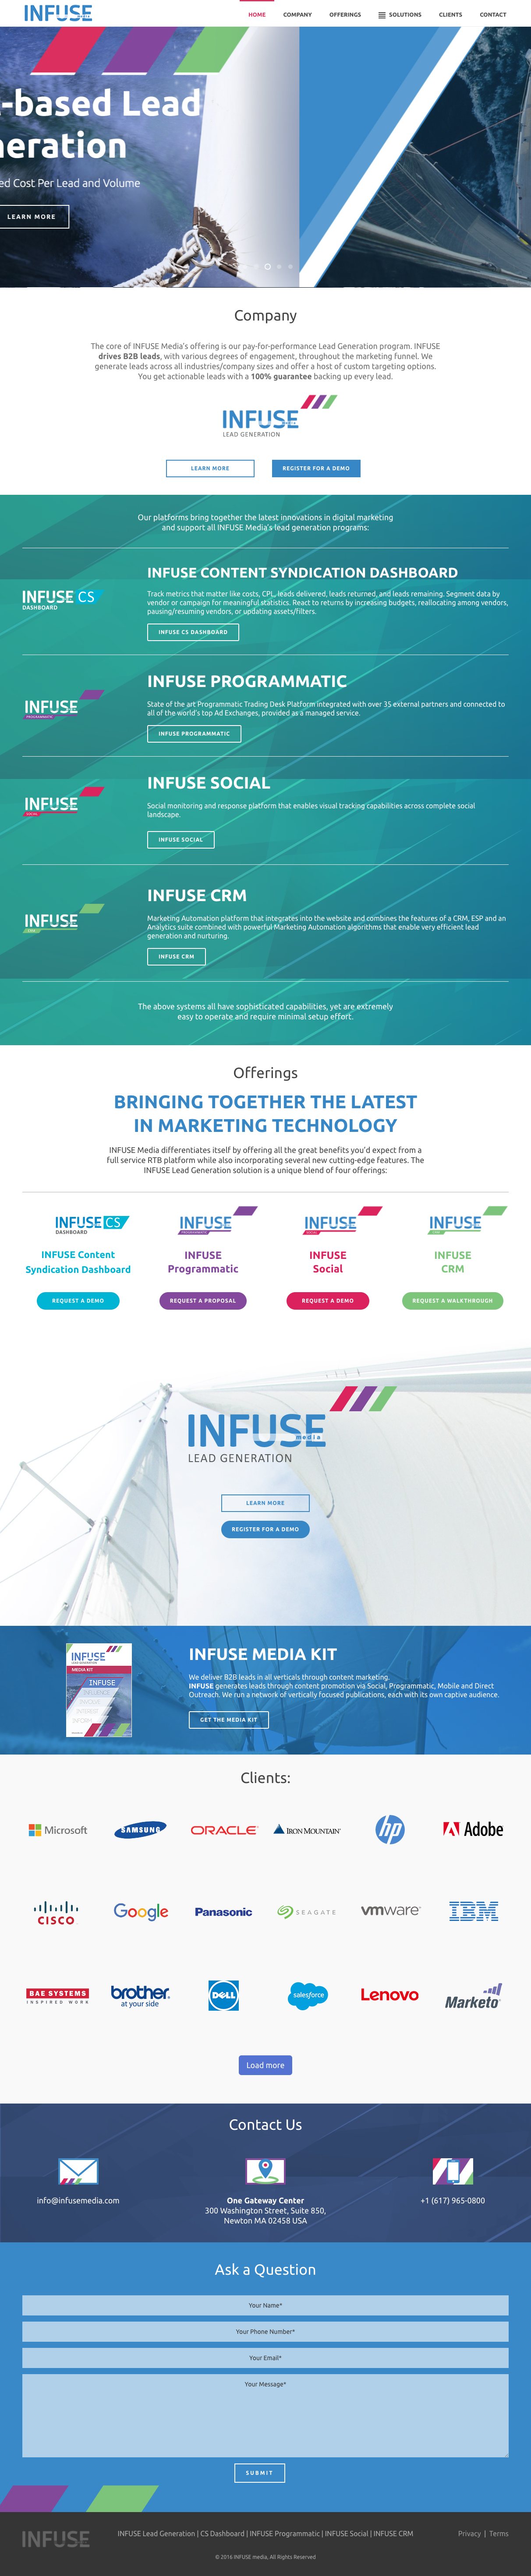 INFUSE
HOME COMPANY OFFERINGS SOLUTIONS CLIENTS CONTACT
-based Lead
neration
ed Cost Per Lead and Volume
LEARN MORE
Company
The core of INFUSE Media's offering is our pay-for-performance Lead Generation program. INFUSE
drives B2B leads, with various degrees of engagement, throughout the marketing funnel. We
generate leads across all industries/company sizes and offer a host of custom targeting options.
You get actionable leads with a 100% guarantee backing up every lead.
INFUSE media
LEAD GENERATION
LEARN MORE REGISTER FOR A DEMO
Our platforms bring together the latest innovations in digital marketing
and support all INFUSE Media's lead generation programs:
INFUSE CS
DASHBOARD
INFUSE CONTENT SYNDICATION DASHBOARD
Track metrics that matter like costs, CPL, leads delivered, leads returned, and leads remaining. Segment data by
vendor or campaign for meaningful statistics. React to returns by increasing budgets, reallocating among vendors,
pausing/resuming vendors, or updating assets/filters.
INFUSE CS DASHBOARD
INFUSE
PROGRAMMATIC
INFUSE PROGRAMMATIC
State of the art Programmatic Trading Desk Platform integrated with over 35 external partners and connected to
all of the world's top Ad Exchanges, provided as a managed service.
INFUSE PROGRAMMATIC
INFUSE
SOCIAL
INFUSE SOCIAL
Social monitoring and response platform that enables visual tracking capabilities across complete social
landscape.
INFUSE SOCIAL
INFUSE
CRM
INFUSE CRM
Marketing Automation platform that integrates into the website and combines the features of a CRM, ESP and an
Analytics suite combined with powerful Marketing Automation algorithms that enable very efficient lead
generation and nurturing.
INFUSE CRM
The above systems all have sophisticated capabilities, yet are extremely
easy to operate and require minimal setup effort.
Offerings
BRINGING TOGETHER THE LATEST
IN MARKETING TECHNOLOGY
INFUSE Media differentiates itself by offering all the great benefits you'd expect from a
full service RTB platform while also incorporating several new cutting-edge features. The
INFUSE Lead Generation solution is a unique blend of four offerings:
INFUSE CS
DASHBOARD
INFUSE Content
Syndication Dashboard
REQUEST A DEMO
INFUSE
PROGRAMMATIC
INFUSE
Programmatic
REQUEST A PROPOSAL
INFUSE
SOCIAL
INFUSE
Social
REQUEST A DEMO
INFUSE
CRM
INFUSE
CRM
REQUEST A WALKTHROUGH
INFUSE media
LEAD GENERATION
LEARN MORE
REGISTER FOR A DEMO
INFUSE
LEAD GENERATION
MEDIA KIT
INFUSE
INFUSE MEDIA KIT
We deliver B2B leads in all verticals through content marketing.
INFUSE generates leads through content promotion via Social, Programmatic, Mobile and Direct
Outreach. We run a network of vertically focused publications, each with its own captive audience.
GET THE MEDIA KIT
Clients:
Microsoft SAMSUNG ORACLE IRON MOUNTAIN hp Adobe
CISCO Google Panasonic SEAGATE vmware IBM
BAE SYSTEMS
INSPIRED WORK
brother
at your side
DELL salesforce Lenovo Marketo
Load more
Contact Us
info@infusemedia.com
One Gateway Center
300 Washington Street, Suite 850,
Newton MA 02458 USA
+1 (617) 965-0800
Ask a Question
Your Name*
Your Phone Number*
Your Email*
Your Message*
SUBMIT
INFUSE
INFUSE Lead Generation | CS Dashboard | INFUSE Programmatic | INFUSE Social | INFUSE CRM
Privacy | Terms
© 2016 INFUSE media, All Rights Reserved